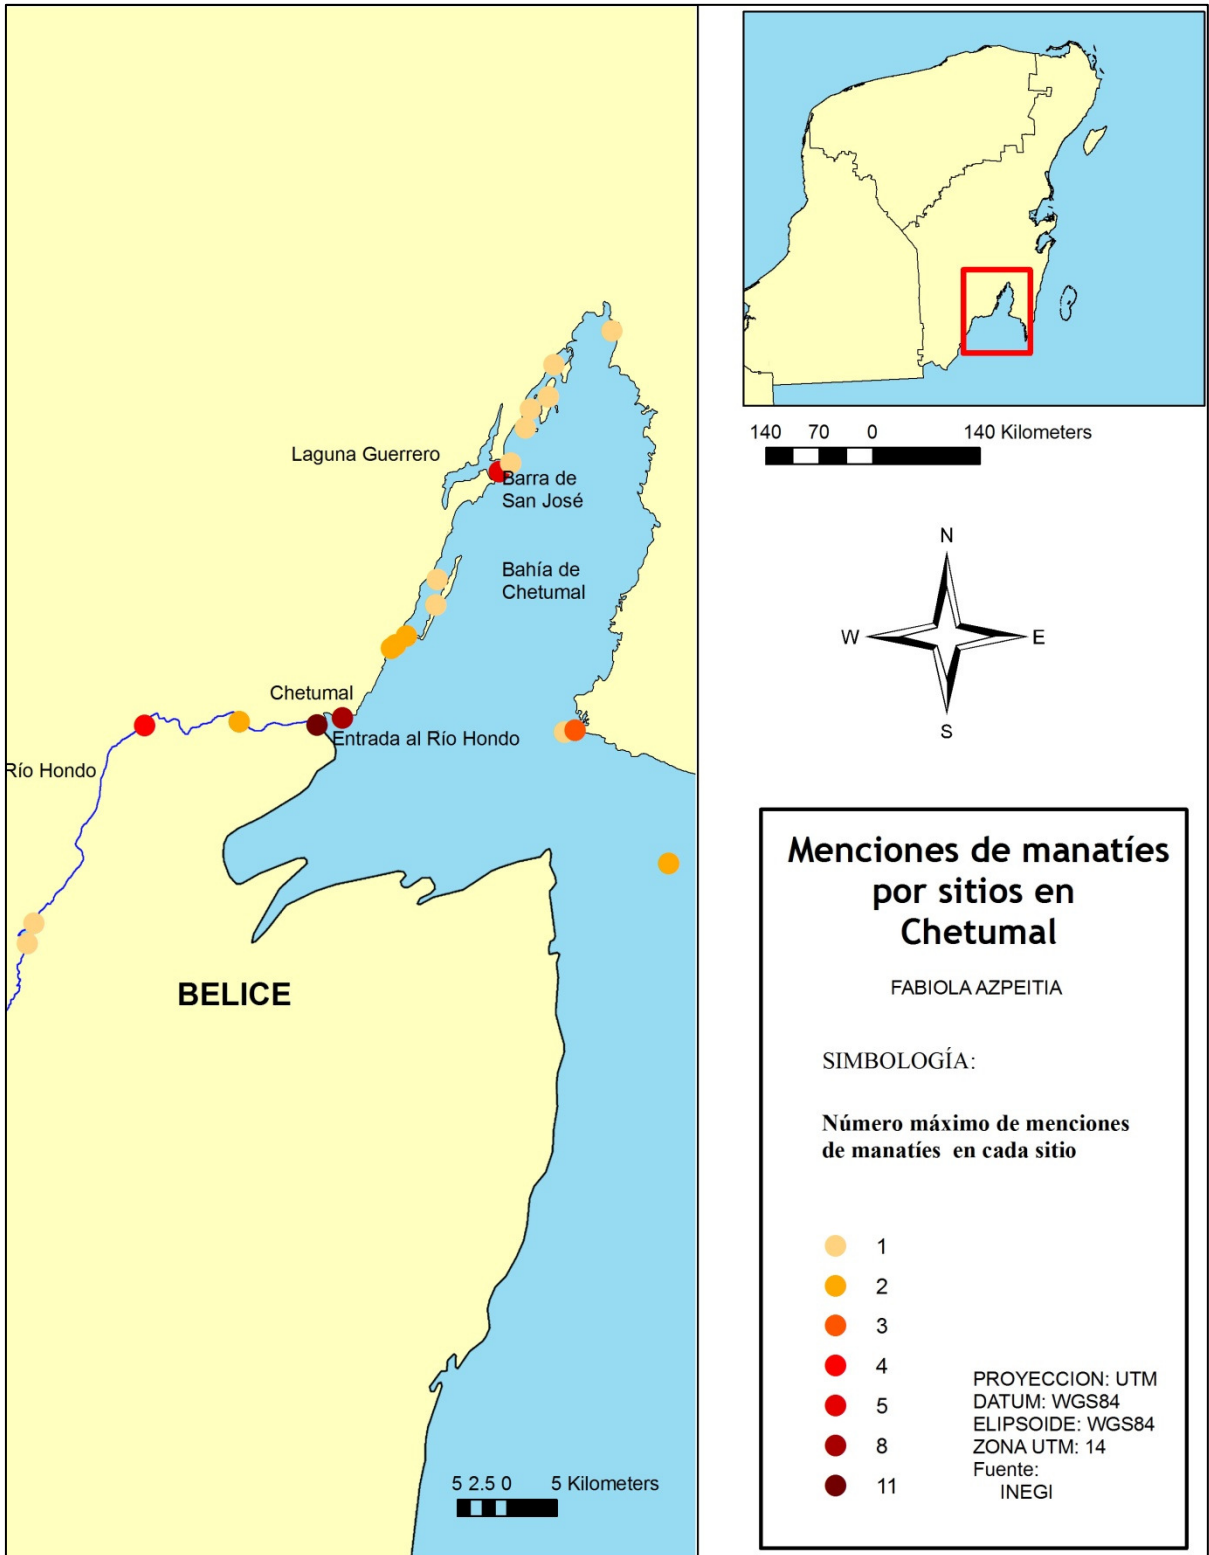 Laguna Guerrero
Barra de
San José
Bahía de
Chetumal
Chetumal
Entrada al Río Hondo
Río Hondo
BELICE
5 2.5 0 5 Kilometers
140 70 0 140 Kilometers
N
W E
S
Menciones de manatíes
por sitios en
Chetumal
FABIOLA AZPEITIA
SIMBOLOGÍA:
Número máximo de menciones
de manatíes en cada sitio
1
2
3
4
5
8
11
PROYECCION: UTM
DATUM: WGS84
ELIPSOIDE: WGS84
ZONA UTM: 14
Fuente:
INEGI